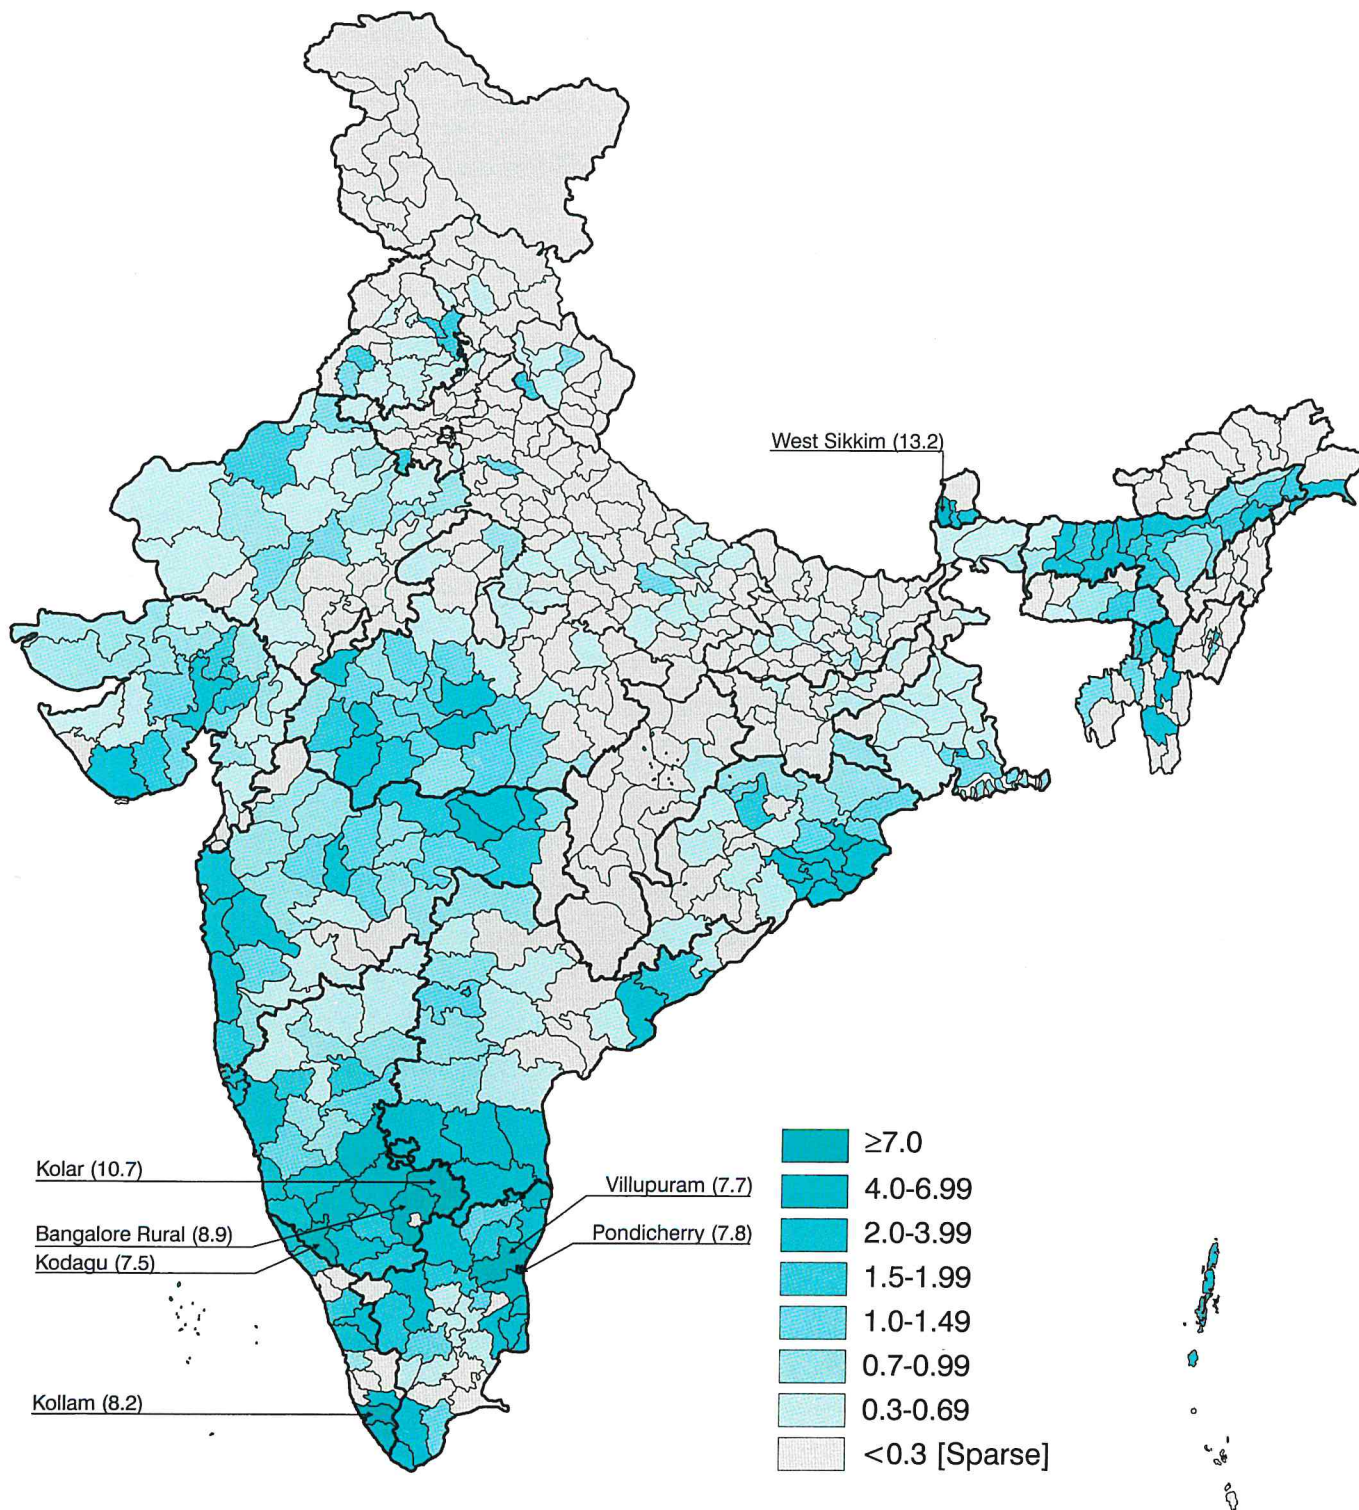 West Sikkim (13.2)
Kolar (10.7)
Bangalore Rural (8.9)
Kodagu (7.5)
Kollam (8.2)
Villupuram (7.7)
Pondicherry (7.8)
≥7.0
4.0-6.99
2.0-3.99
1.5-1.99
1.0-1.49
0.7-0.99
0.3-0.69
<0.3 [Sparse]